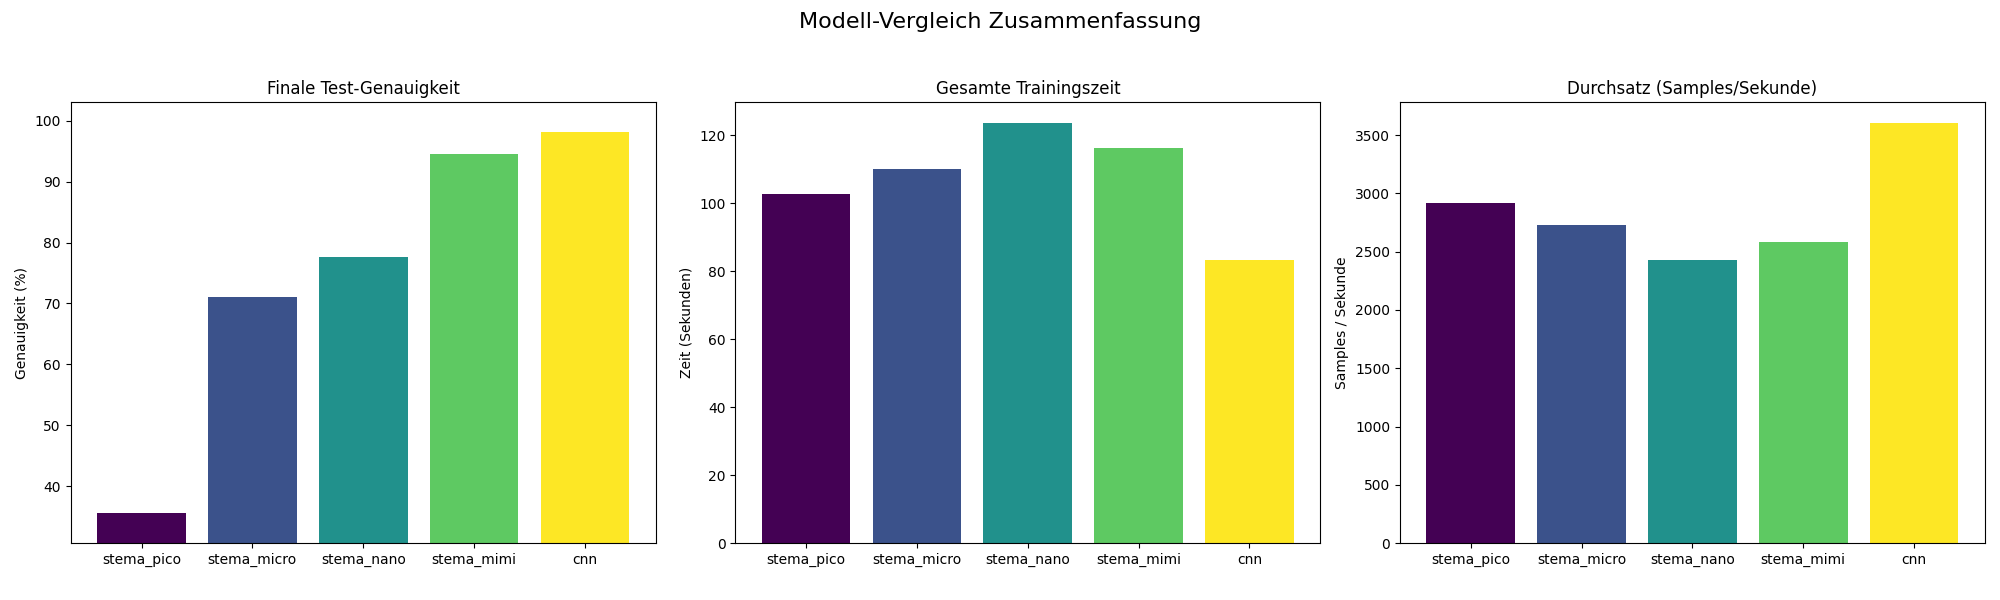 Modell-Vergleich Zusammenfassung
Finale Test-Genauigkeit
Genauigkeit (%)
100
90
80
70
60
50
40
stema_pico stema_micro stema_nano stema_mimi cnn
Gesamte Trainingszeit
Zeit (Sekunden)
120
100
80
60
40
20
0
stema_pico stema_micro stema_nano stema_mimi cnn
Durchsatz (Samples/Sekunde)
Samples / Sekunde
3500
3000
2500
2000
1500
1000
500
0
stema_pico stema_micro stema_nano stema_mimi cnn